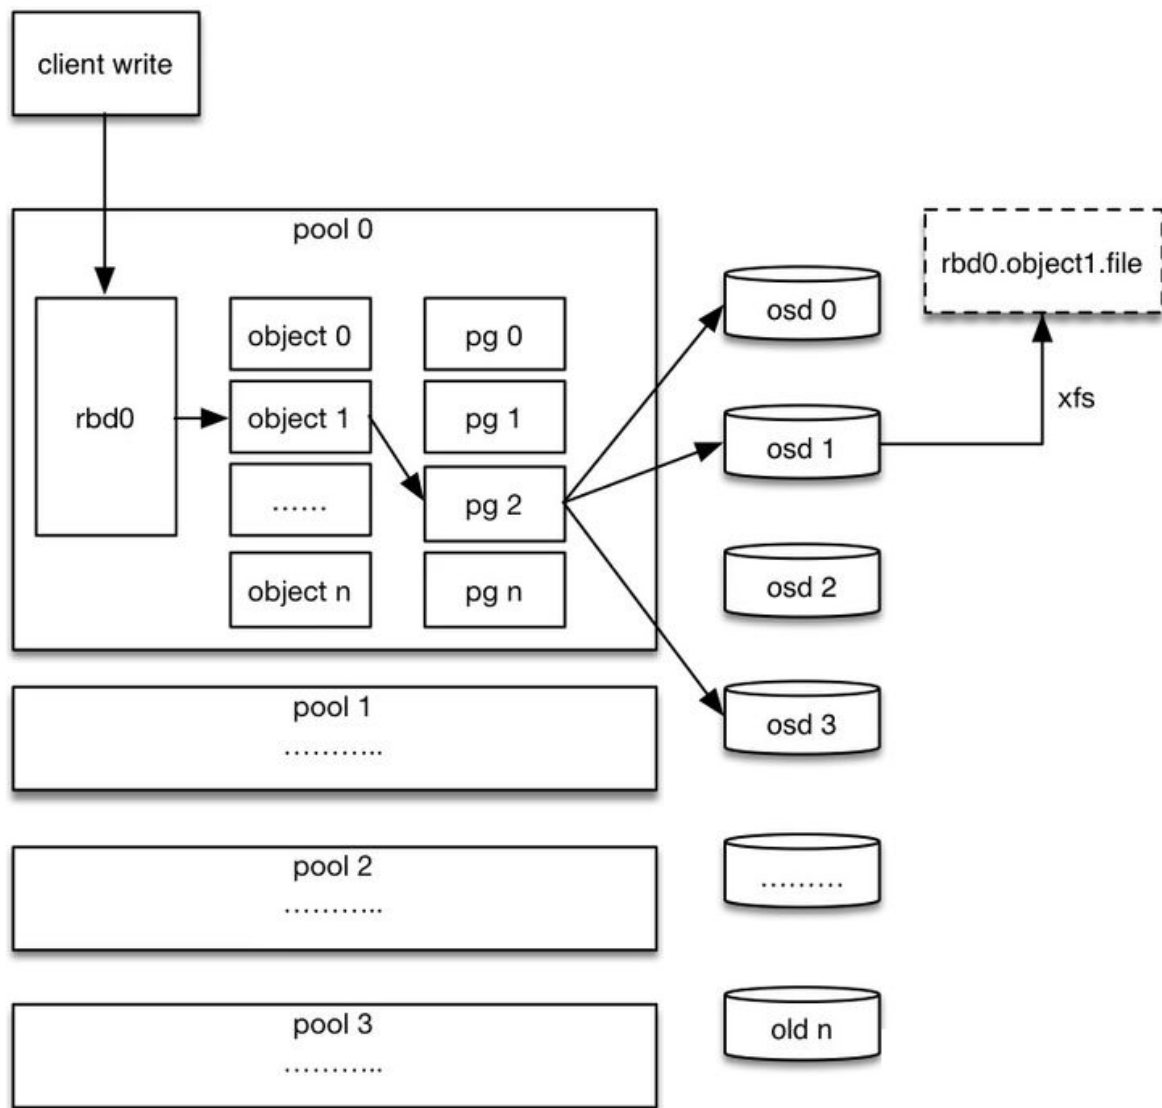 client write
pool 0
rbd0
object 0
object 1
......
object n
pg 0
pg 1
pg 2
pg n
osd 0
osd 1
osd 2
osd 3
.........
old n
rbd0.object1.file
xfs
pool 1
...........
pool 2
...........
pool 3
...........